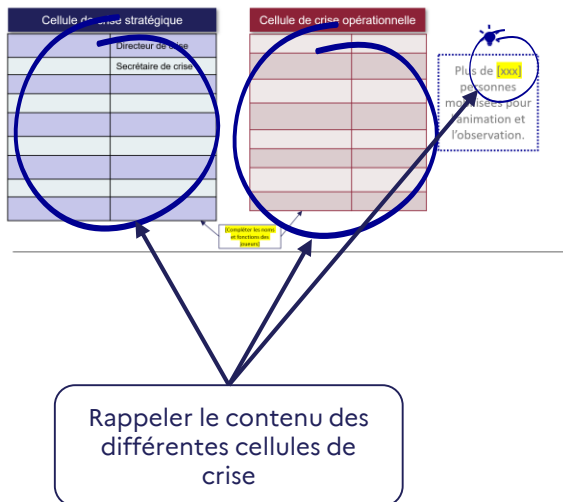 Cellule de crise stratégique
Cellule de crise opérationnelle
Directeur de crise
Secrétaire de crise
Plus de [xxx]
personnes
mobilisées pour
l'animation et
l'observation.
[Compléter les noms
et fonctions des
joueurs]
Rappeler le contenu des
différentes cellules de
crise